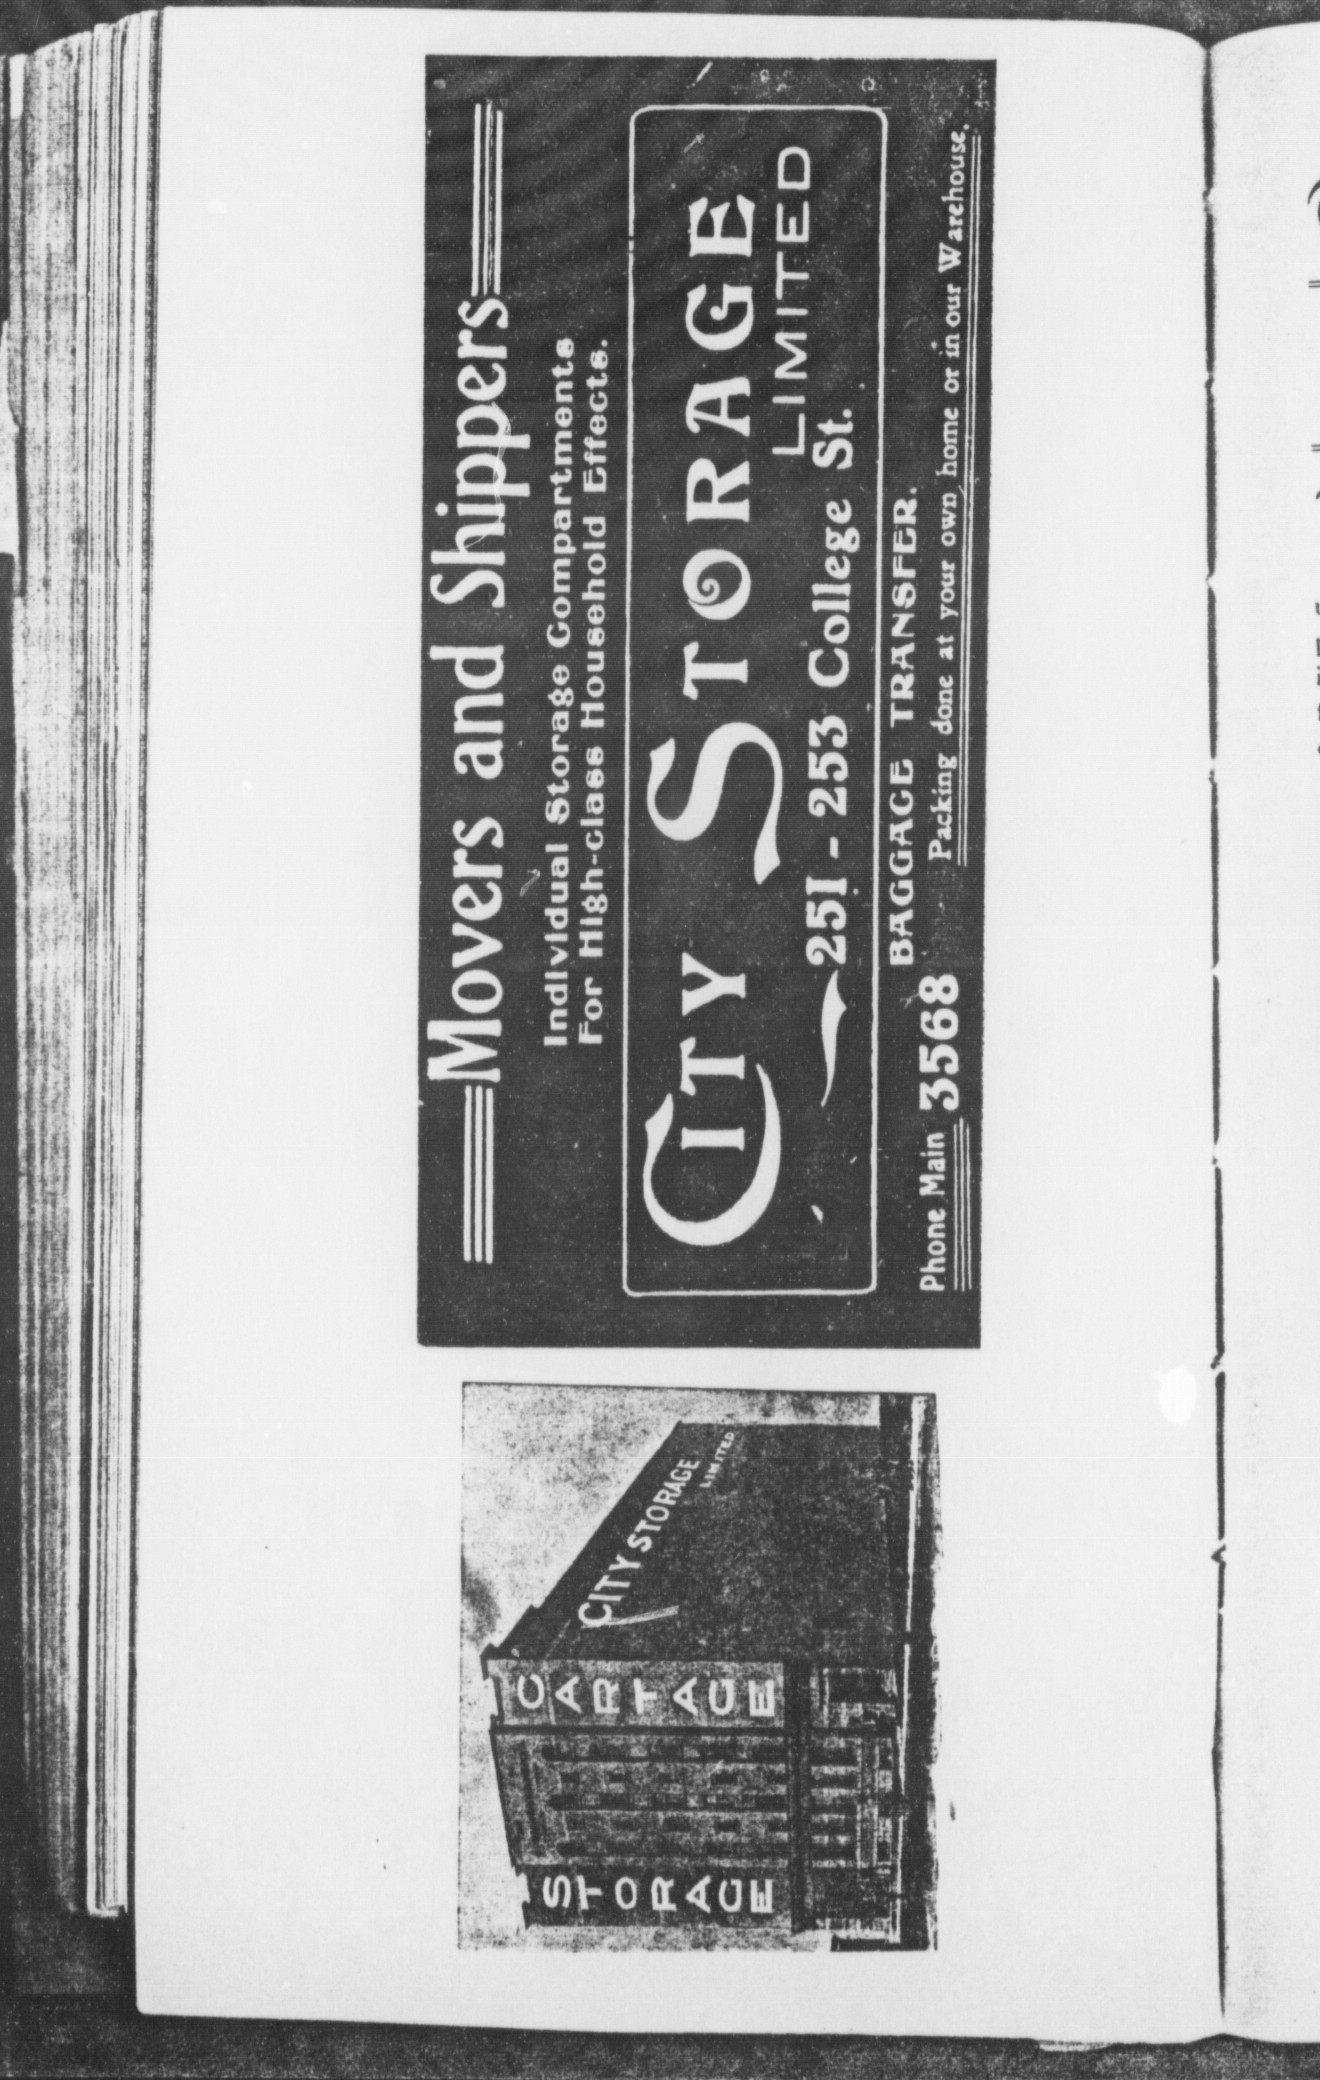 Movers and Shippers
Individual Storage Compartments
For High-class Household Effects.
CITY STORAGE
LIMITED
251-253 College St.
BAGGAGE TRANSFER.
Phone Main 3568 Packing done at your own home or in our Warehouse.
STORAGE
CARTAGE
CITY STORAGE
LIMITED